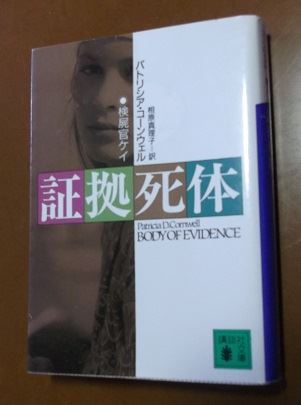 パトリシア・コーンウェル
相原真理子=訳
●検屍官ケイ
証拠死体
Patricia D. Cornwell
BODY OF EVIDENCE
講談社
文庫